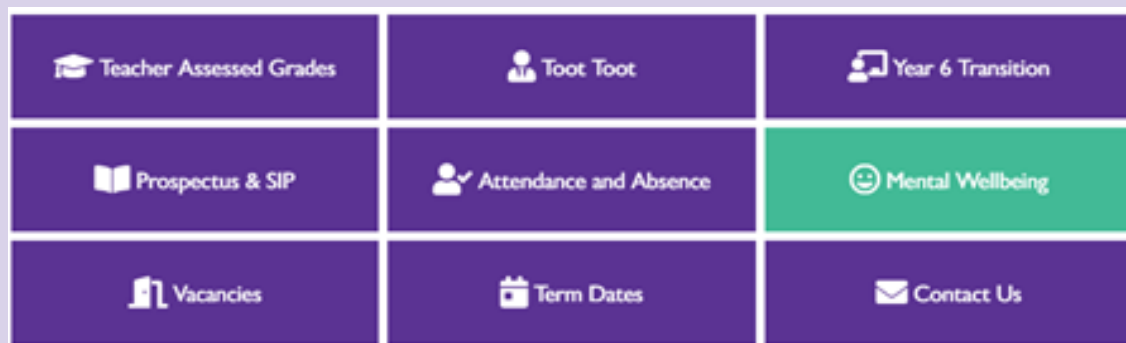 Teacher Assessed Grades
Toot Toot
Year 6 Transition
Prospectus & SIP
Attendance and Absence
Mental Wellbeing
Vacancies
Term Dates
Contact Us